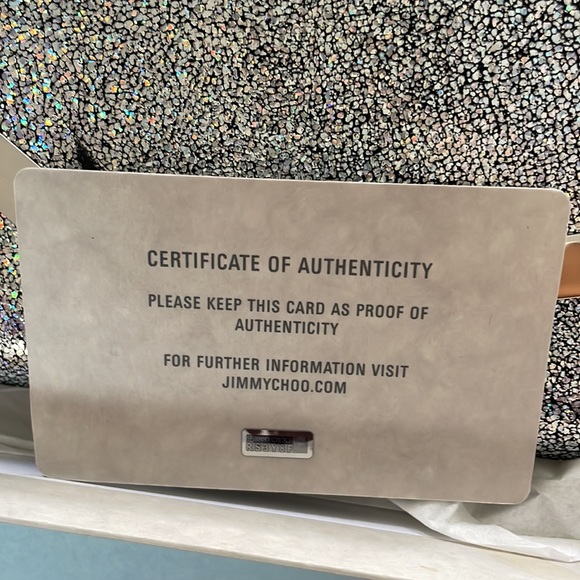 CERTIFICATE OF AUTHENTICITY
PLEASE KEEP THIS CARD AS PROOF OF
AUTHENTICITY
FOR FURTHER INFORMATION VISIT
JIMMYCHOO.COM